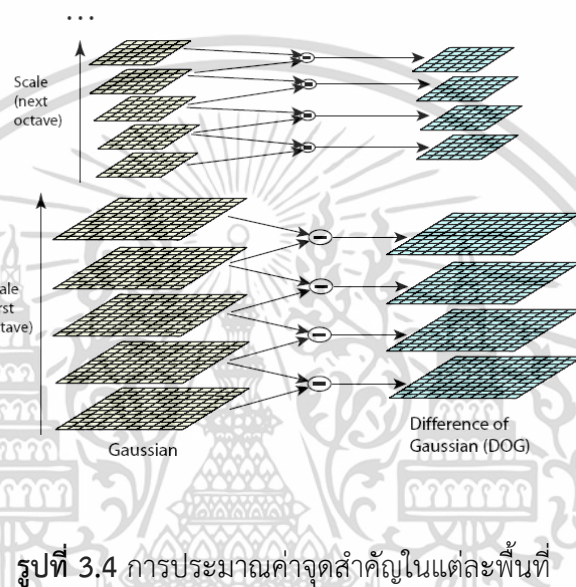 ...
Scale
(next
octave)
ale
rst
tave)
Gaussian
Difference of
Gaussian (DOG)
รูปที่ 3.4 การประมาณค่าจุดสำคัญในแต่ละพื้นที่